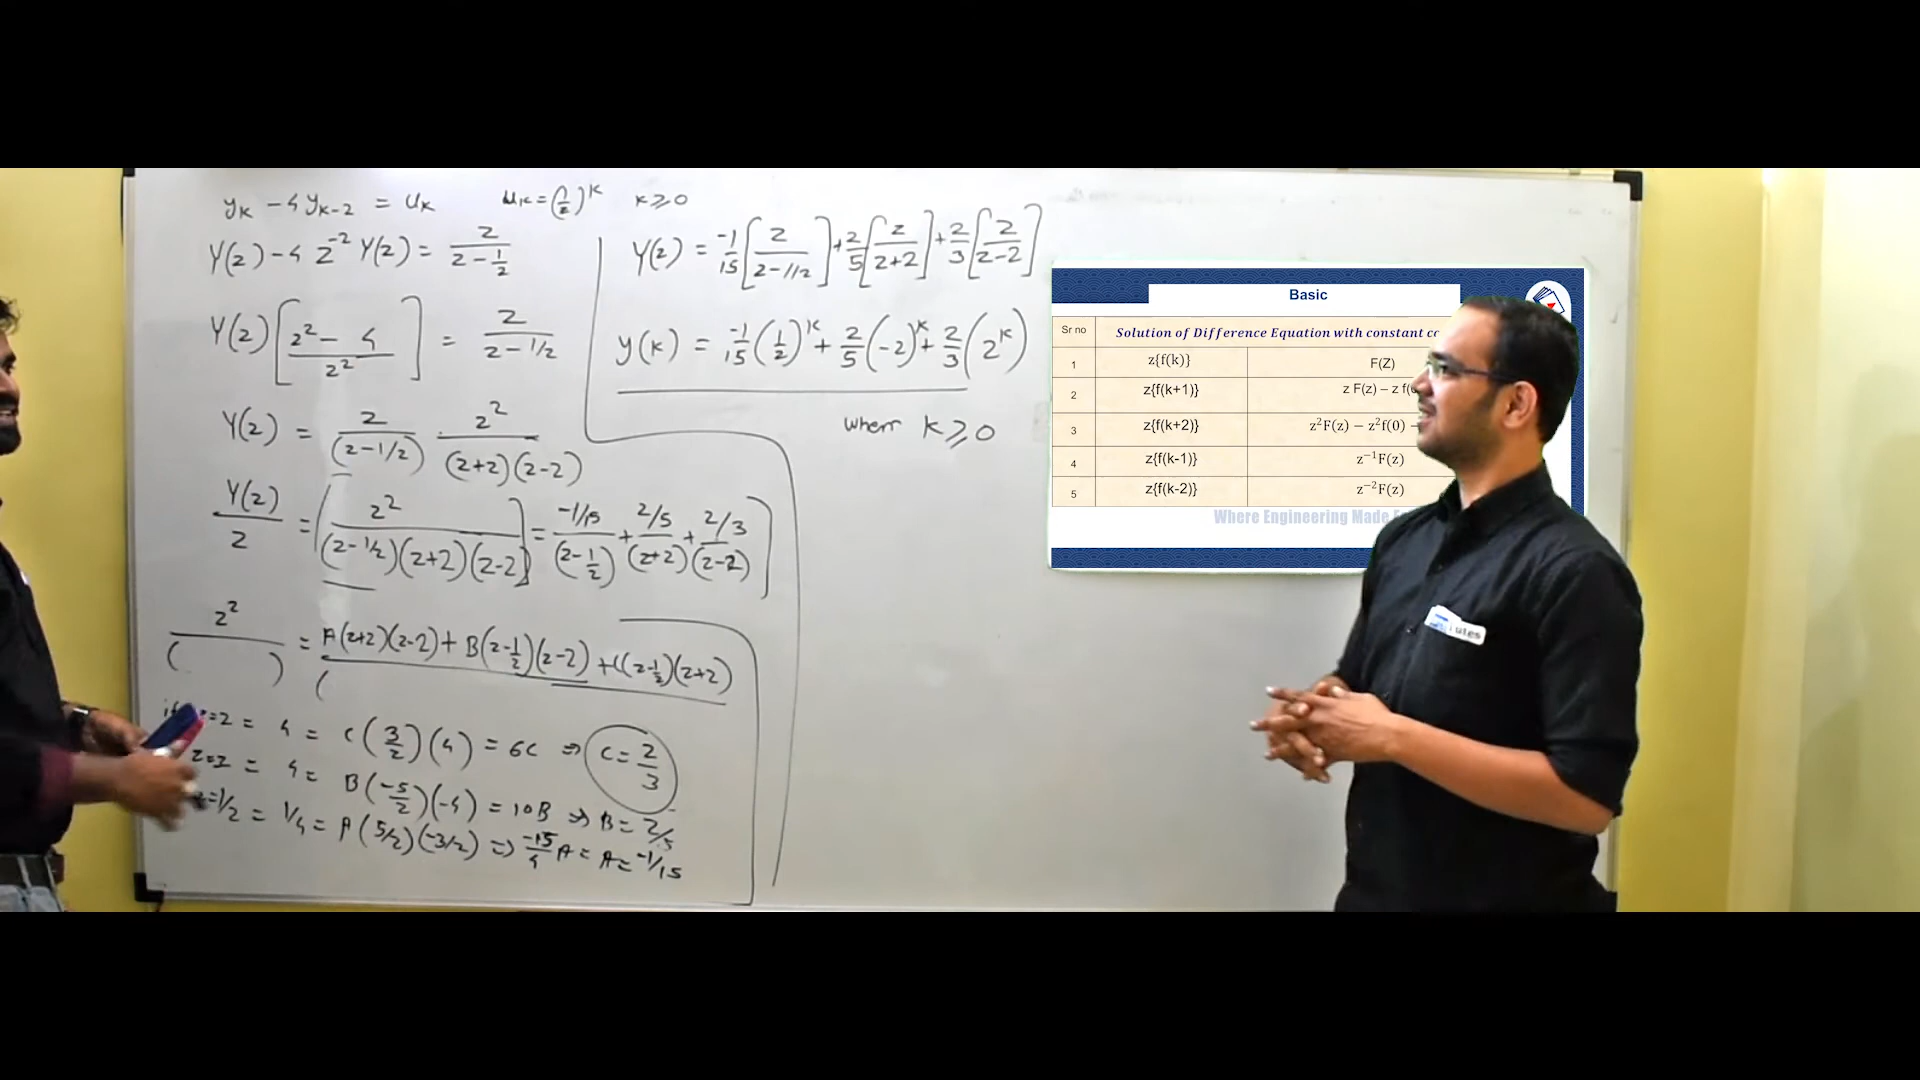 yₖ - 4yₖ₋₂ = uₖ   uₖ = (1/2)ᵏ   k ≥ 0
Y(z) - 4 z⁻² Y(z) = z / (z - 1/2)
Y(z) [ (z² - 4) / z² ] = z / (z - 1/2)
Y(z) = z / (z - 1/2) z² / (z+2)(z-2)
Y(z) / z = ( z² / (z - 1/2)(z+2)(z-2) ] = -1/15 / (z - 1/2) + 2/5 / (z+2) + 2/3 / (z-2) ]
z² / ( ) = A(z+2)(z-2) + B(z - 1/2)(z-2) + C(z - 1/2)(z+2) / (
if z=2 = 4 = C (3/2)(4) = 6C ⇒ C = 2/3
= 4 = B (-5/2)(-4) = 10B ⇒ B = 2/5
=1/2 = 1/4 = A (5/2)(-3/2) ⇒ -15/4 A = A = -1/15
Y(z) = -1/15 [ z / (z - 1/2) ] + 2/5 [ z / (z+2) ] + 2/3 [ z / (z-2) ]
y(k) = -1/15 (1/2)ᵏ + 2/5 (-2)ᵏ + 2/3 (2ᵏ)
wherr k ≥ 0
Basic
Sr no Solution of Difference Equation with constant
1 z{f(k)} F(Z)
2 z{f(k+1)} z F(z) – z
3 z{f(k+2)} z²F(z) − z²f(0) −
4 z{f(k-1)} z⁻¹F(z)
5 z{f(k-2)} z⁻²F(z)
Where Engineering Made
utes